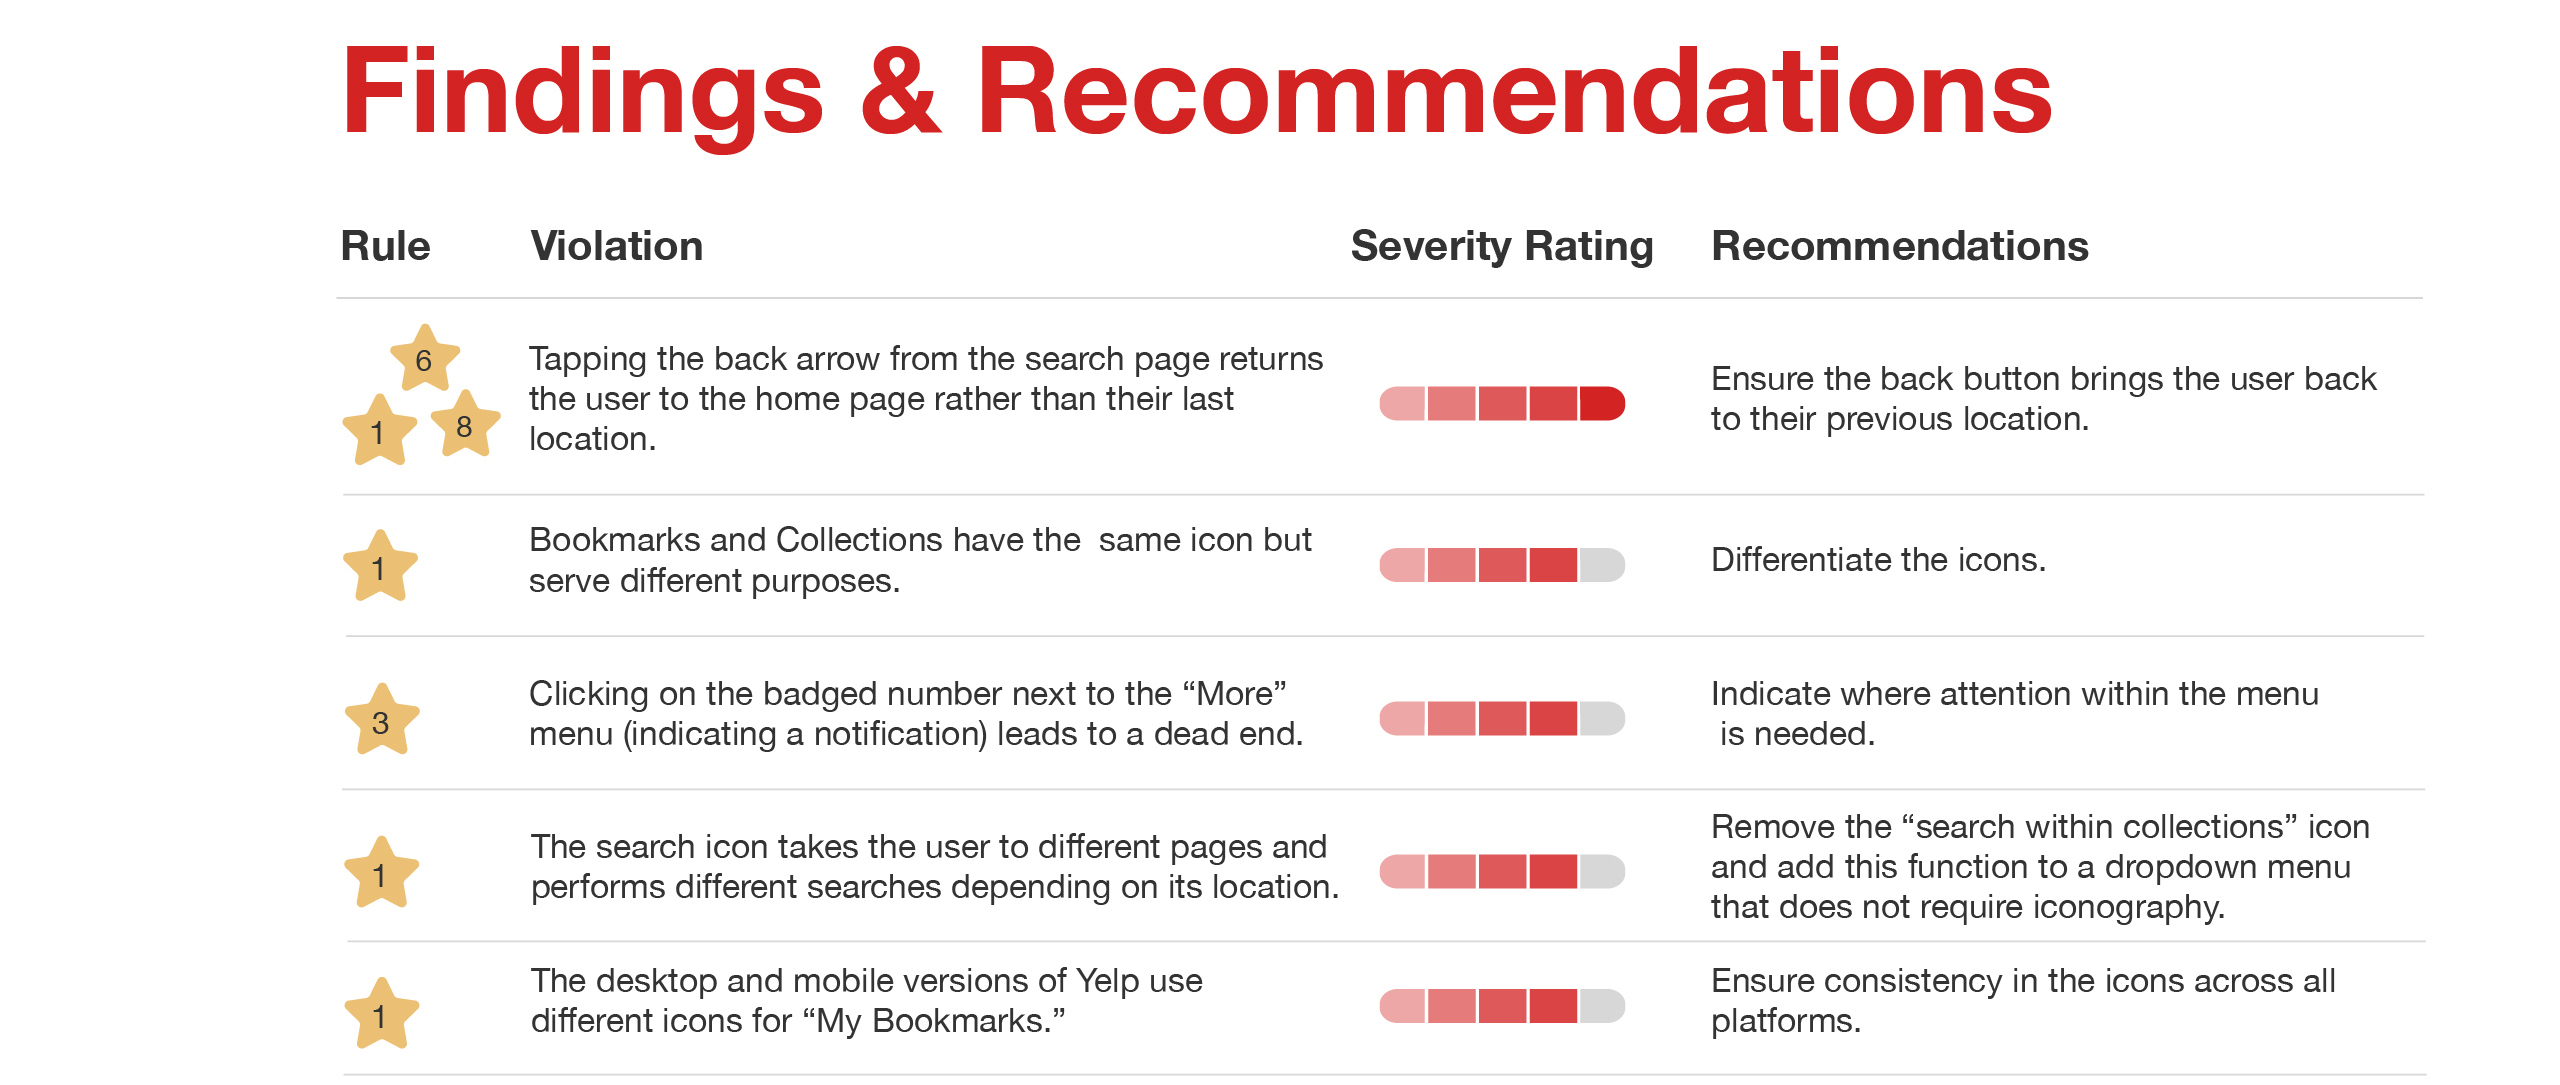 Findings & Recommendations
Rule
Violation
Severity Rating
Recommendations
6
1
8
Tapping the back arrow from the search page returns
the user to the home page rather than their last
location.
Ensure the back button brings the user back
to their previous location.
1
Bookmarks and Collections have the  same icon but
serve different purposes.
Differentiate the icons.
3
Clicking on the badged number next to the “More”
menu (indicating a notification) leads to a dead end.
Indicate where attention within the menu
is needed.
1
The search icon takes the user to different pages and
performs different searches depending on its location.
Remove the “search within collections” icon
and add this function to a dropdown menu
that does not require iconography.
1
The desktop and mobile versions of Yelp use
different icons for “My Bookmarks.”
Ensure consistency in the icons across all
platforms.